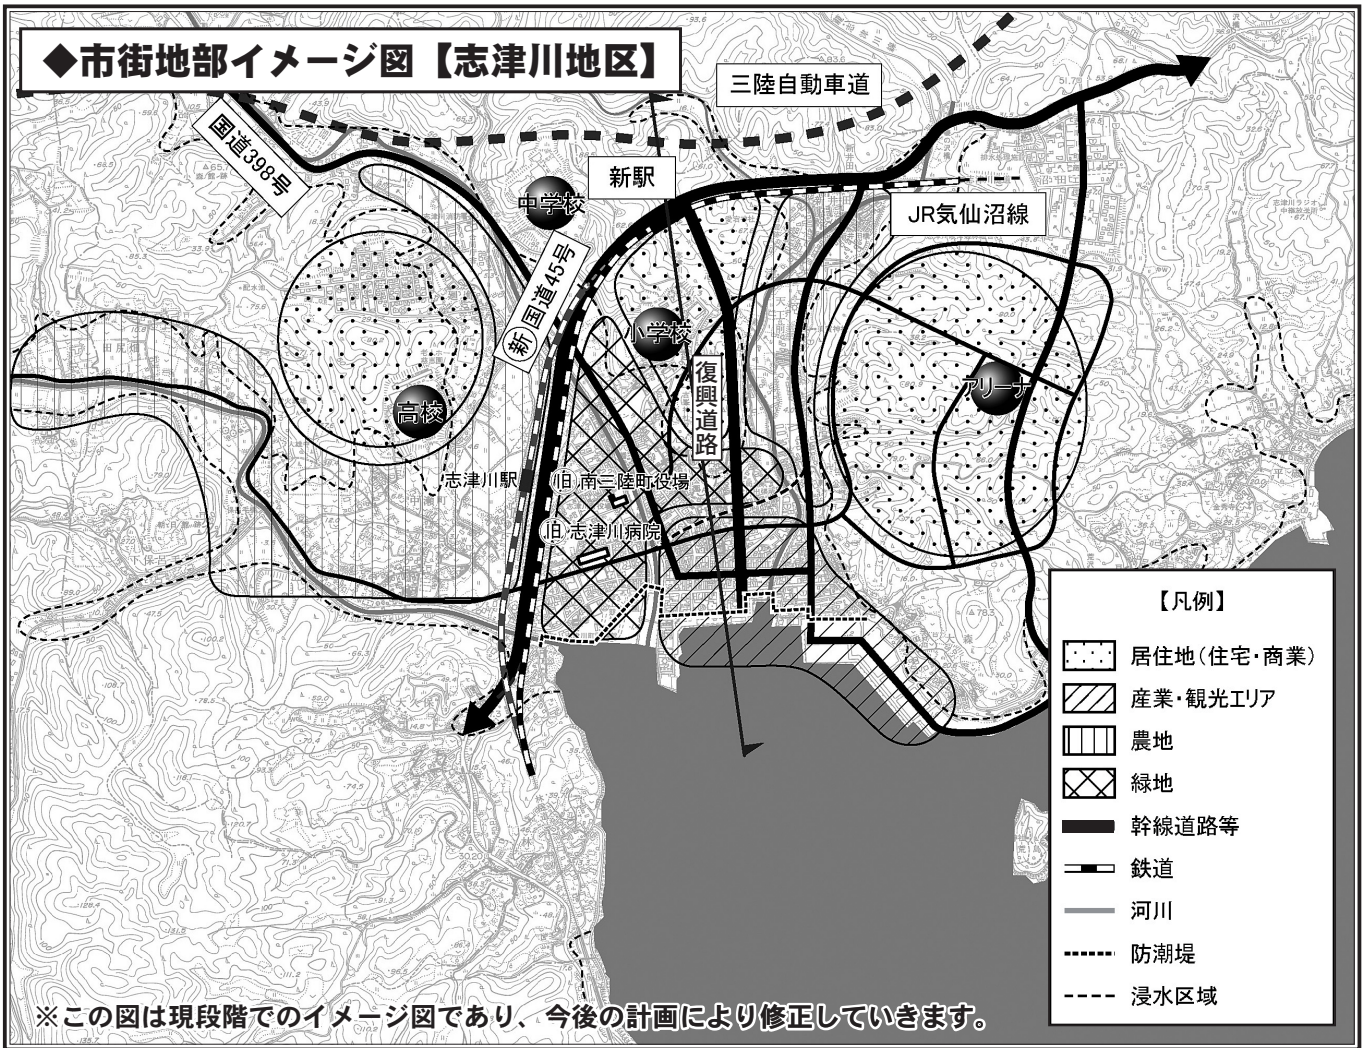 ◆市街地部イメージ図【志津川地区】
三陸自動車道
国道398号
新駅
中学校
JR気仙沼線
(新)国道45号
小学校
復興道路
アリーナ
高校
志津川駅
(旧)南三陸町役場
(旧)志津川病院
【凡例】
居住地(住宅・商業)
産業・観光エリア
農地
緑地
幹線道路等
鉄道
河川
防潮堤
浸水区域
※この図は現段階でのイメージ図であり、今後の計画により修正していきます。